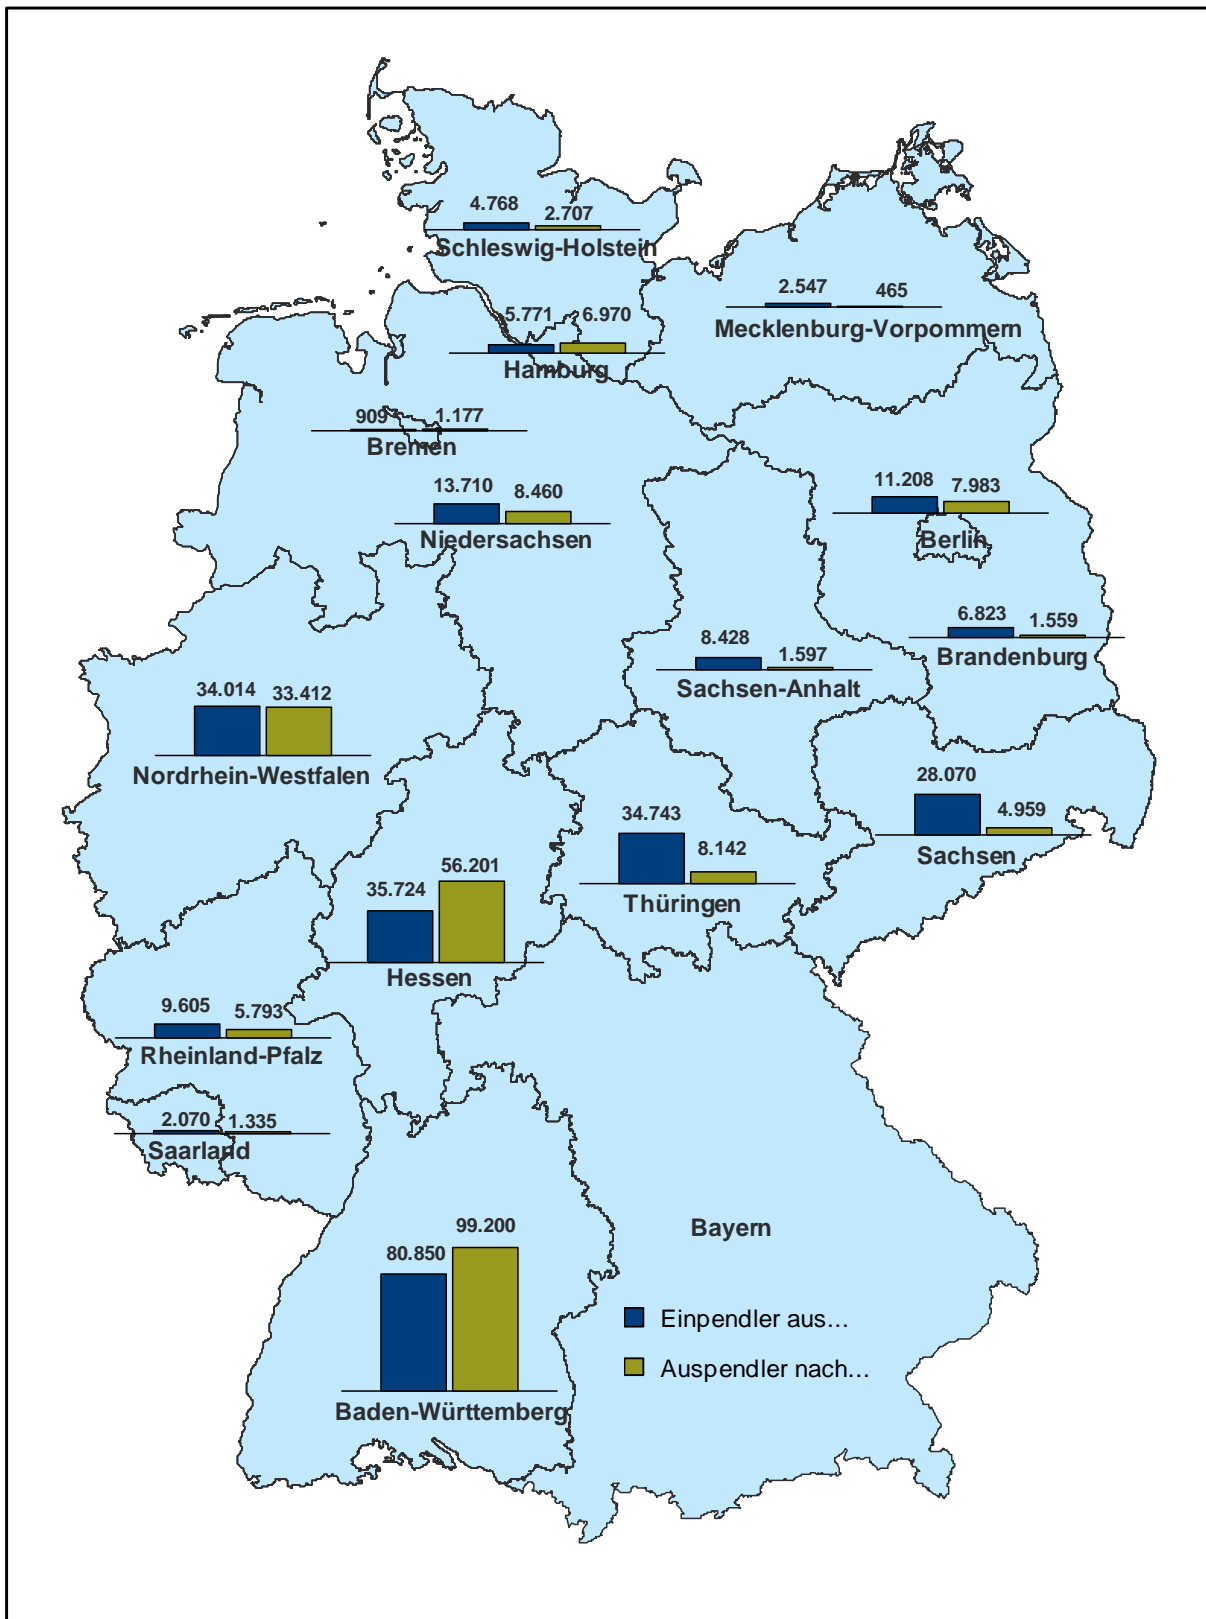 4.768 2.707
Schleswig-Holstein
2.547 465
Mecklenburg-Vorpommern
5.771 6.970
Hamburg
909 1.177
Bremen
13.710 8.460
Niedersachsen
11.208 7.983
Berlin
6.823 1.559
Brandenburg
8.428 1.597
Sachsen-Anhalt
34.014 33.412
Nordrhein-Westfalen
28.070 4.959
Sachsen
34.743 8.142
Thüringen
35.724 56.201
Hessen
9.605 5.793
Rheinland-Pfalz
2.070 1.335
Saarland
80.850 99.200
Baden-Württemberg
Bayern
Einpendler aus...
Auspendler nach...